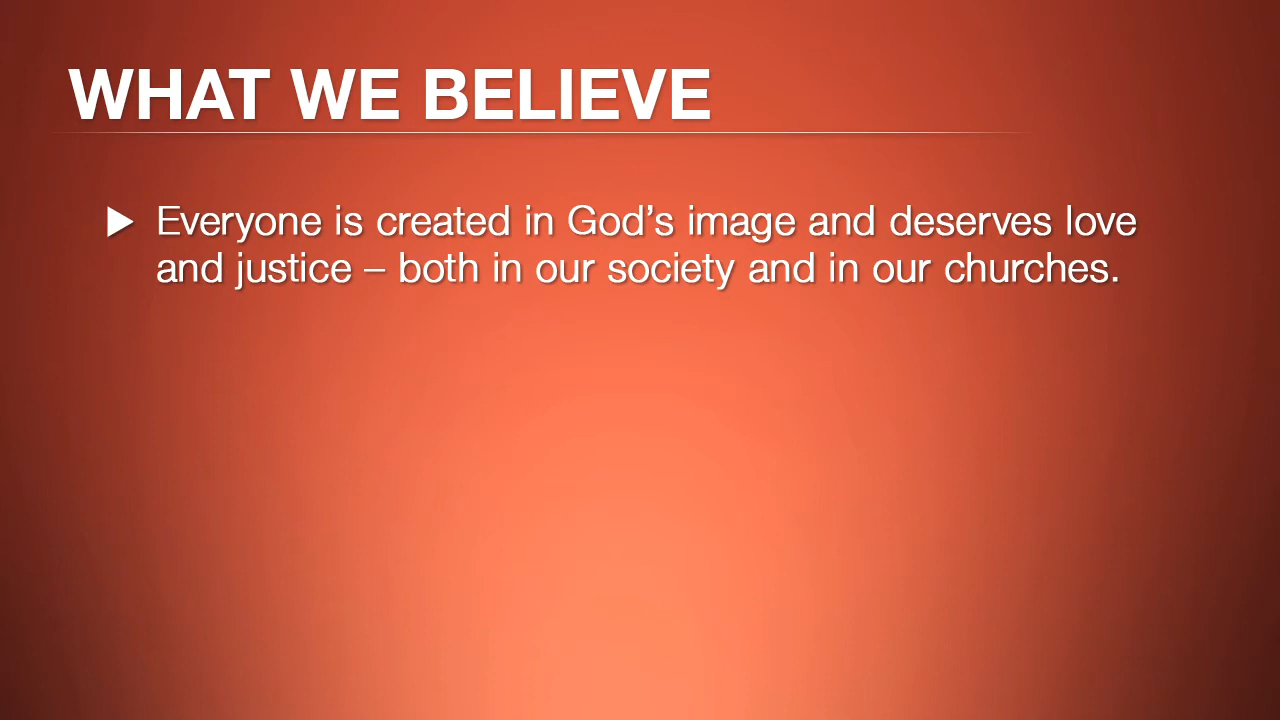 WHAT WE BELIEVE
▶ Everyone is created in God’s image and deserves love
and justice – both in our society and in our churches.